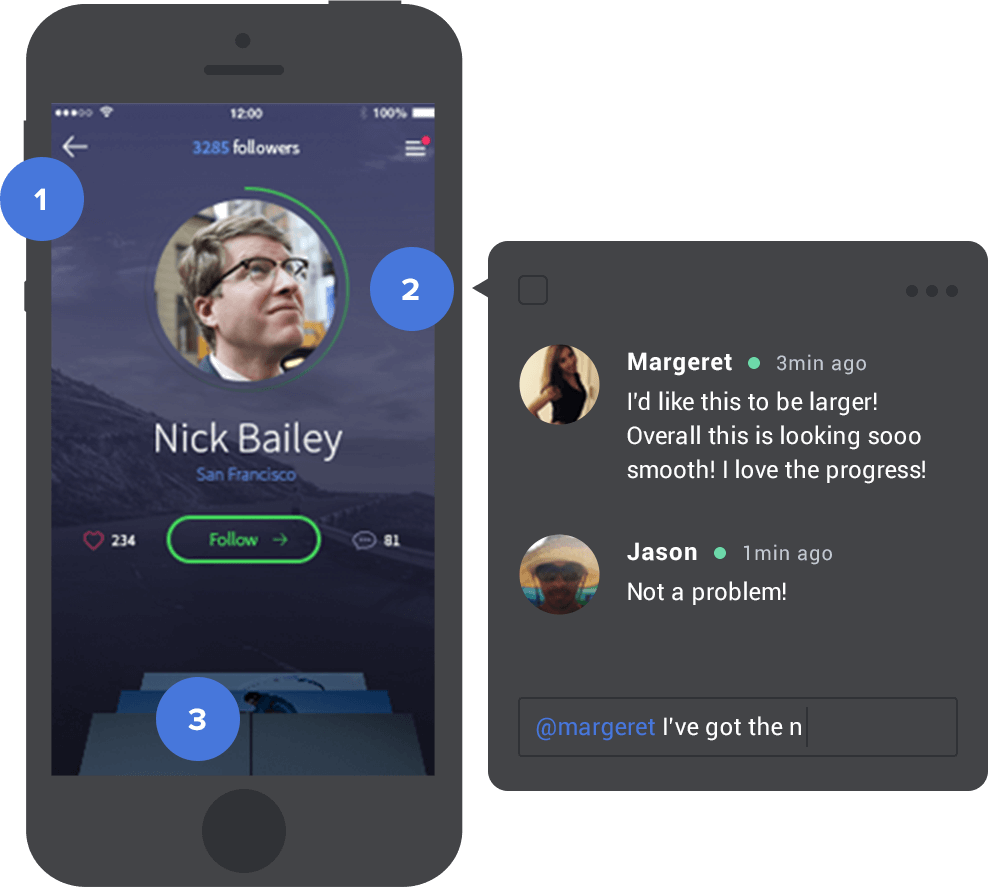 12:00
100%
3285 followers
1
2
Nick Bailey
San Francisco
234
Follow
81
3
Margeret
3min ago
I'd like this to be larger!
Overall this is looking sooo
smooth! I love the progress!
Jason
1min ago
Not a problem!
@margeret I've got the n